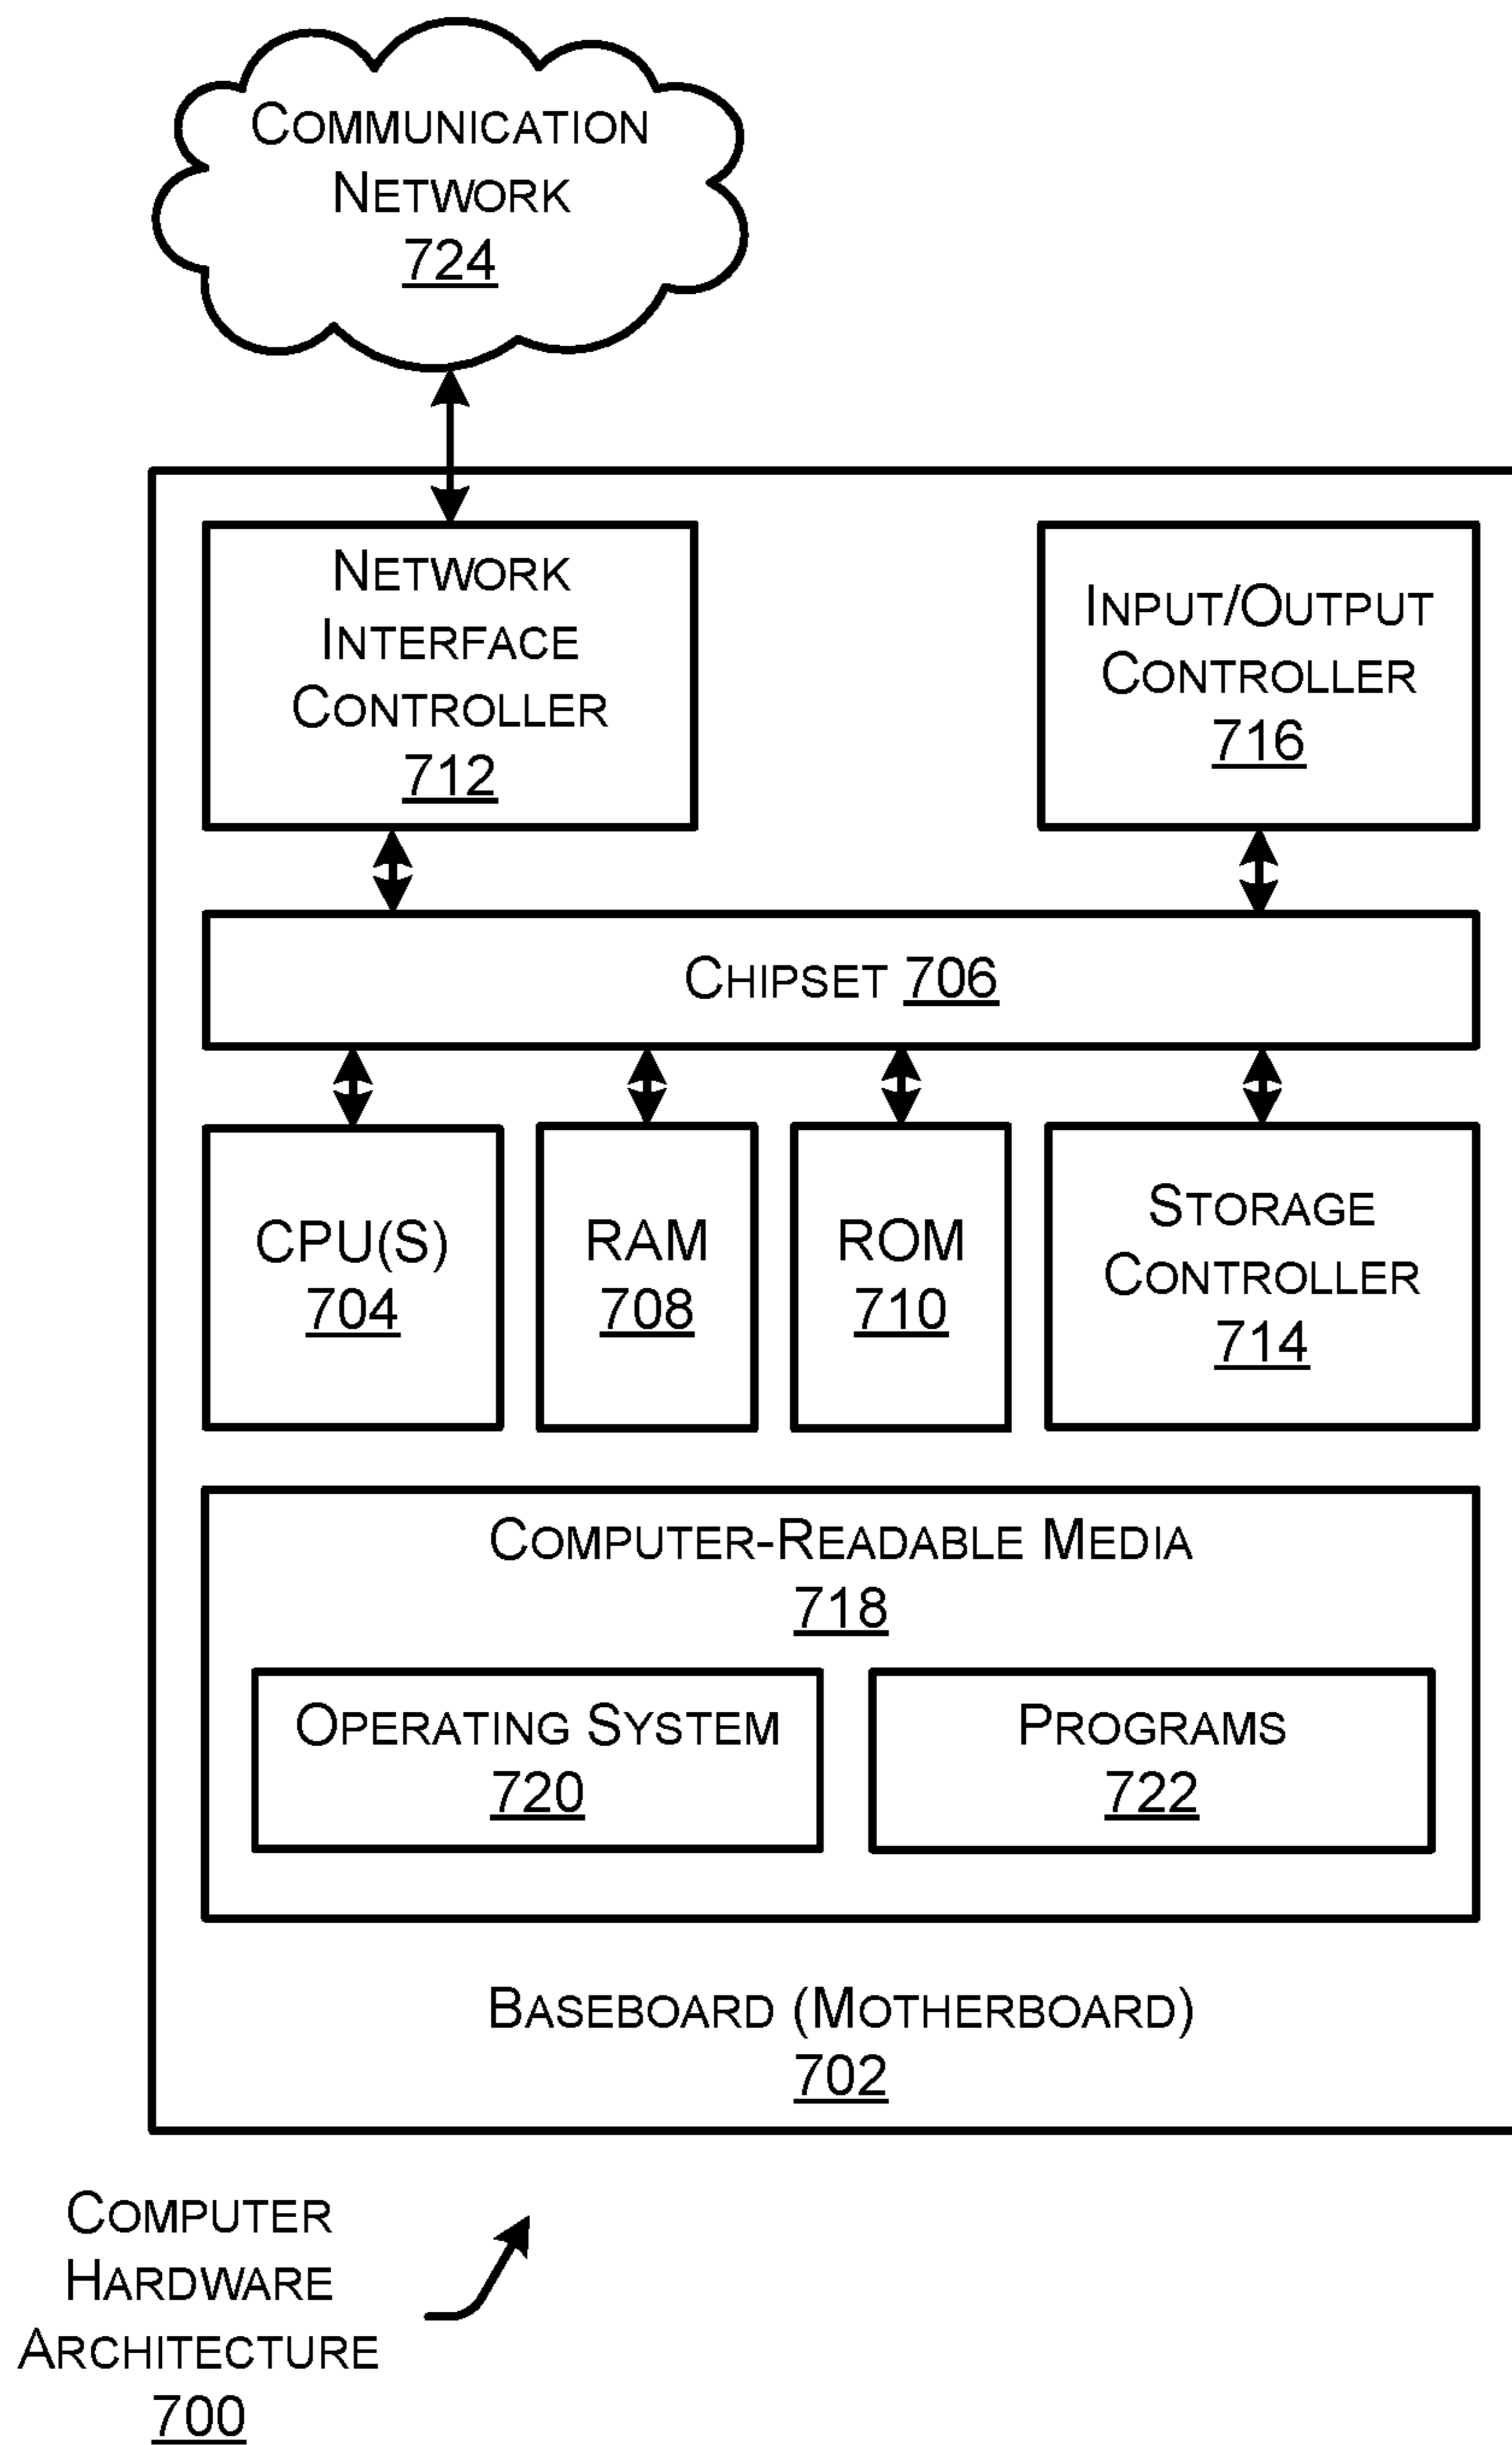 COMMUNICATION
NETWORK
724
NETWORK
INTERFACE
CONTROLLER
712
INPUT/OUTPUT
CONTROLLER
716
CHIPSET 706
CPU(S)
704
RAM
708
ROM
710
STORAGE
CONTROLLER
714
COMPUTER-READABLE MEDIA
718
OPERATING SYSTEM
720
PROGRAMS
722
BASEBOARD (MOTHERBOARD)
702
COMPUTER
HARDWARE
ARCHITECTURE
700